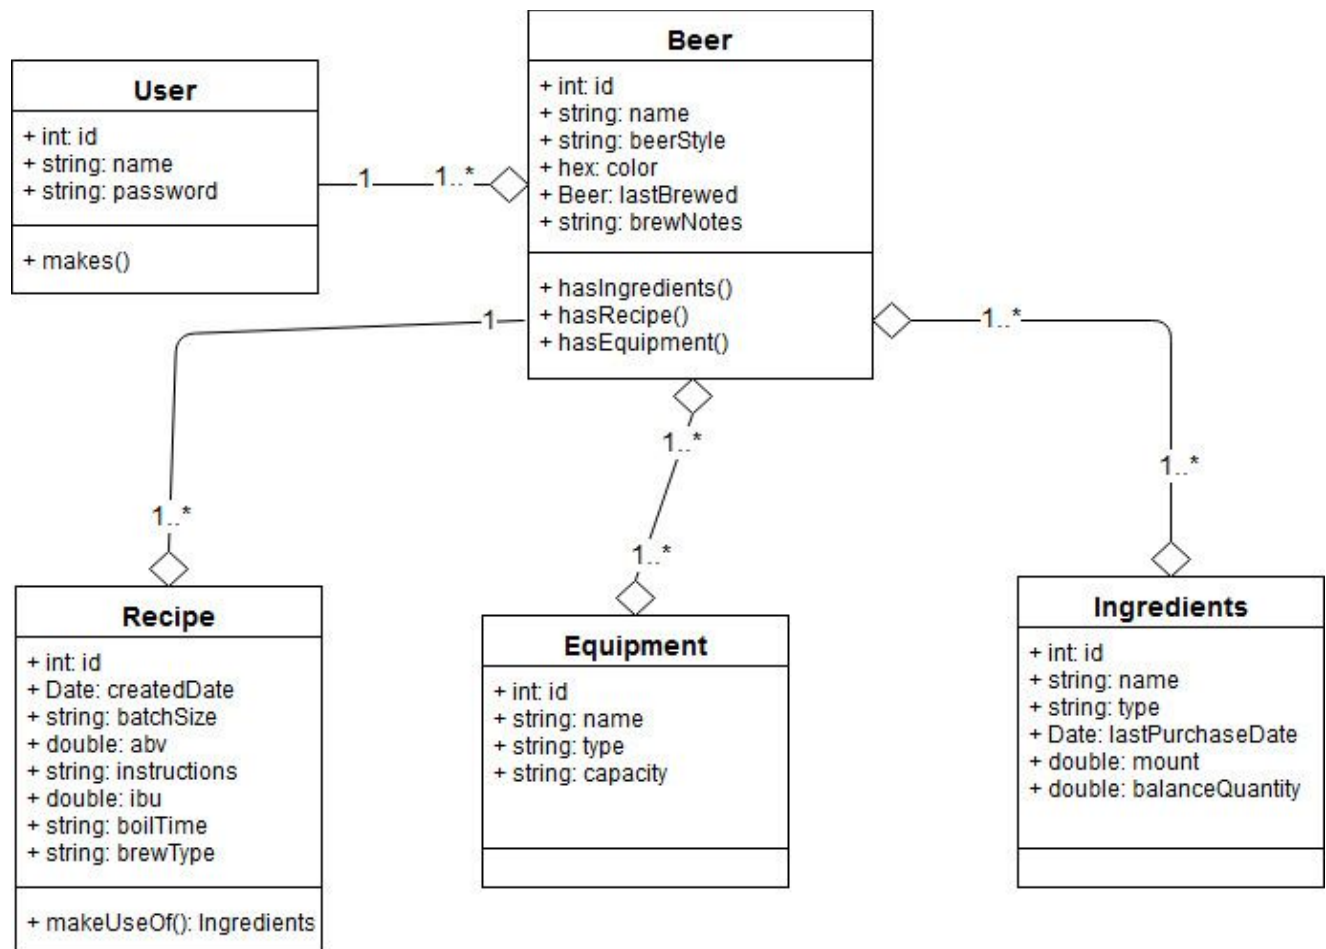 User
+ int: id
+ string: name
+ string: password
+ makes()
1
1..*
Beer
+ int: id
+ string: name
+ string: beerStyle
+ hex: color
+ Beer: lastBrewed
+ string: brewNotes
+ hasIngredients()
+ hasRecipe()
+ hasEquipment()
1
1..*
1..*
1..*
1..*
1..*
Recipe
+ int: id
+ Date: createdDate
+ string: batchSize
+ double: abv
+ string: instructions
+ double: ibu
+ string: boilTime
+ string: brewType
+ makeUseOf(): Ingredients
Equipment
+ int: id
+ string: name
+ string: type
+ string: capacity
Ingredients
+ int: id
+ string: name
+ string: type
+ Date: lastPurchaseDate
+ double: mount
+ double: balanceQuantity